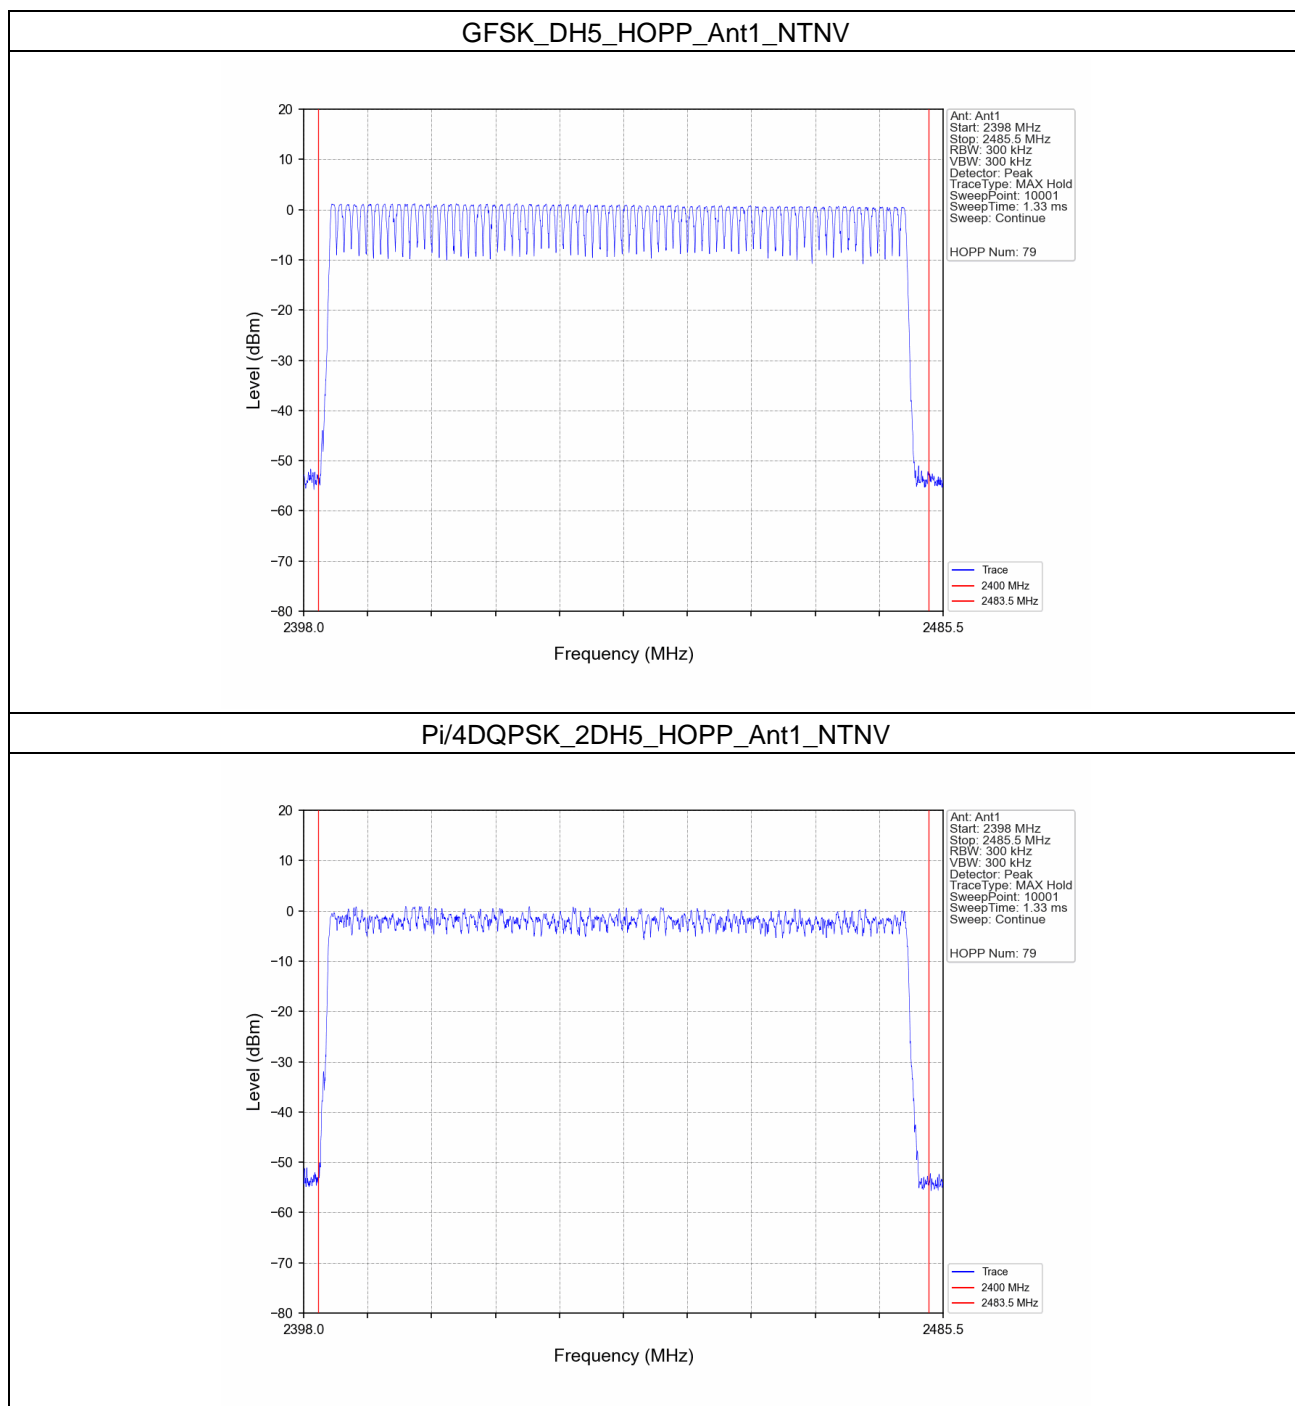 GFSK_DH5_HOPP_Ant1_NTNV
20
10
0
−10
−20
−30
−40
−50
−60
−70
−80
Level (dBm)
2398.0
2485.5
Frequency (MHz)
Ant: Ant1
Start: 2398 MHz
Stop: 2485.5 MHz
RBW: 300 kHz
VBW: 300 kHz
Detector: Peak
TraceType: MAX Hold
SweepPoint: 10001
SweepTime: 1.33 ms
Sweep: Continue
HOPP Num: 79
Trace
2400 MHz
2483.5 MHz
Pi/4DQPSK_2DH5_HOPP_Ant1_NTNV
20
10
0
−10
−20
−30
−40
−50
−60
−70
−80
Level (dBm)
2398.0
2485.5
Frequency (MHz)
Ant: Ant1
Start: 2398 MHz
Stop: 2485.5 MHz
RBW: 300 kHz
VBW: 300 kHz
Detector: Peak
TraceType: MAX Hold
SweepPoint: 10001
SweepTime: 1.33 ms
Sweep: Continue
HOPP Num: 79
Trace
2400 MHz
2483.5 MHz